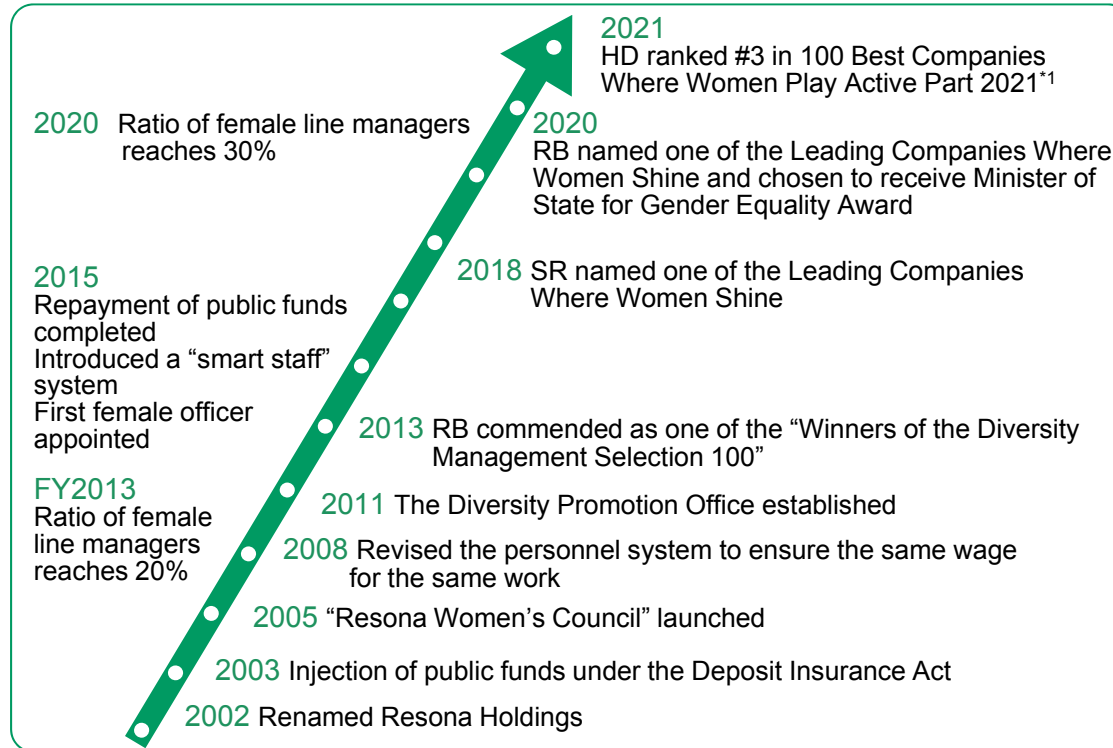 2021
HD ranked #3 in 100 Best Companies
Where Women Play Active Part 2021*1
2020 Ratio of female line managers
reaches 30%
2020
RB named one of the Leading Companies Where
Women Shine and chosen to receive Minister of
State for Gender Equality Award
2018 SR named one of the Leading Companies
Where Women Shine
2015
Repayment of public funds
completed
Introduced a “smart staff”
system
First female officer
appointed
2013 RB commended as one of the “Winners of the Diversity
Management Selection 100”
FY2013
Ratio of female
line managers
reaches 20%
2011 The Diversity Promotion Office established
2008 Revised the personnel system to ensure the same wage
for the same work
2005 “Resona Women’s Council” launched
2003 Injection of public funds under the Deposit Insurance Act
2002 Renamed Resona Holdings